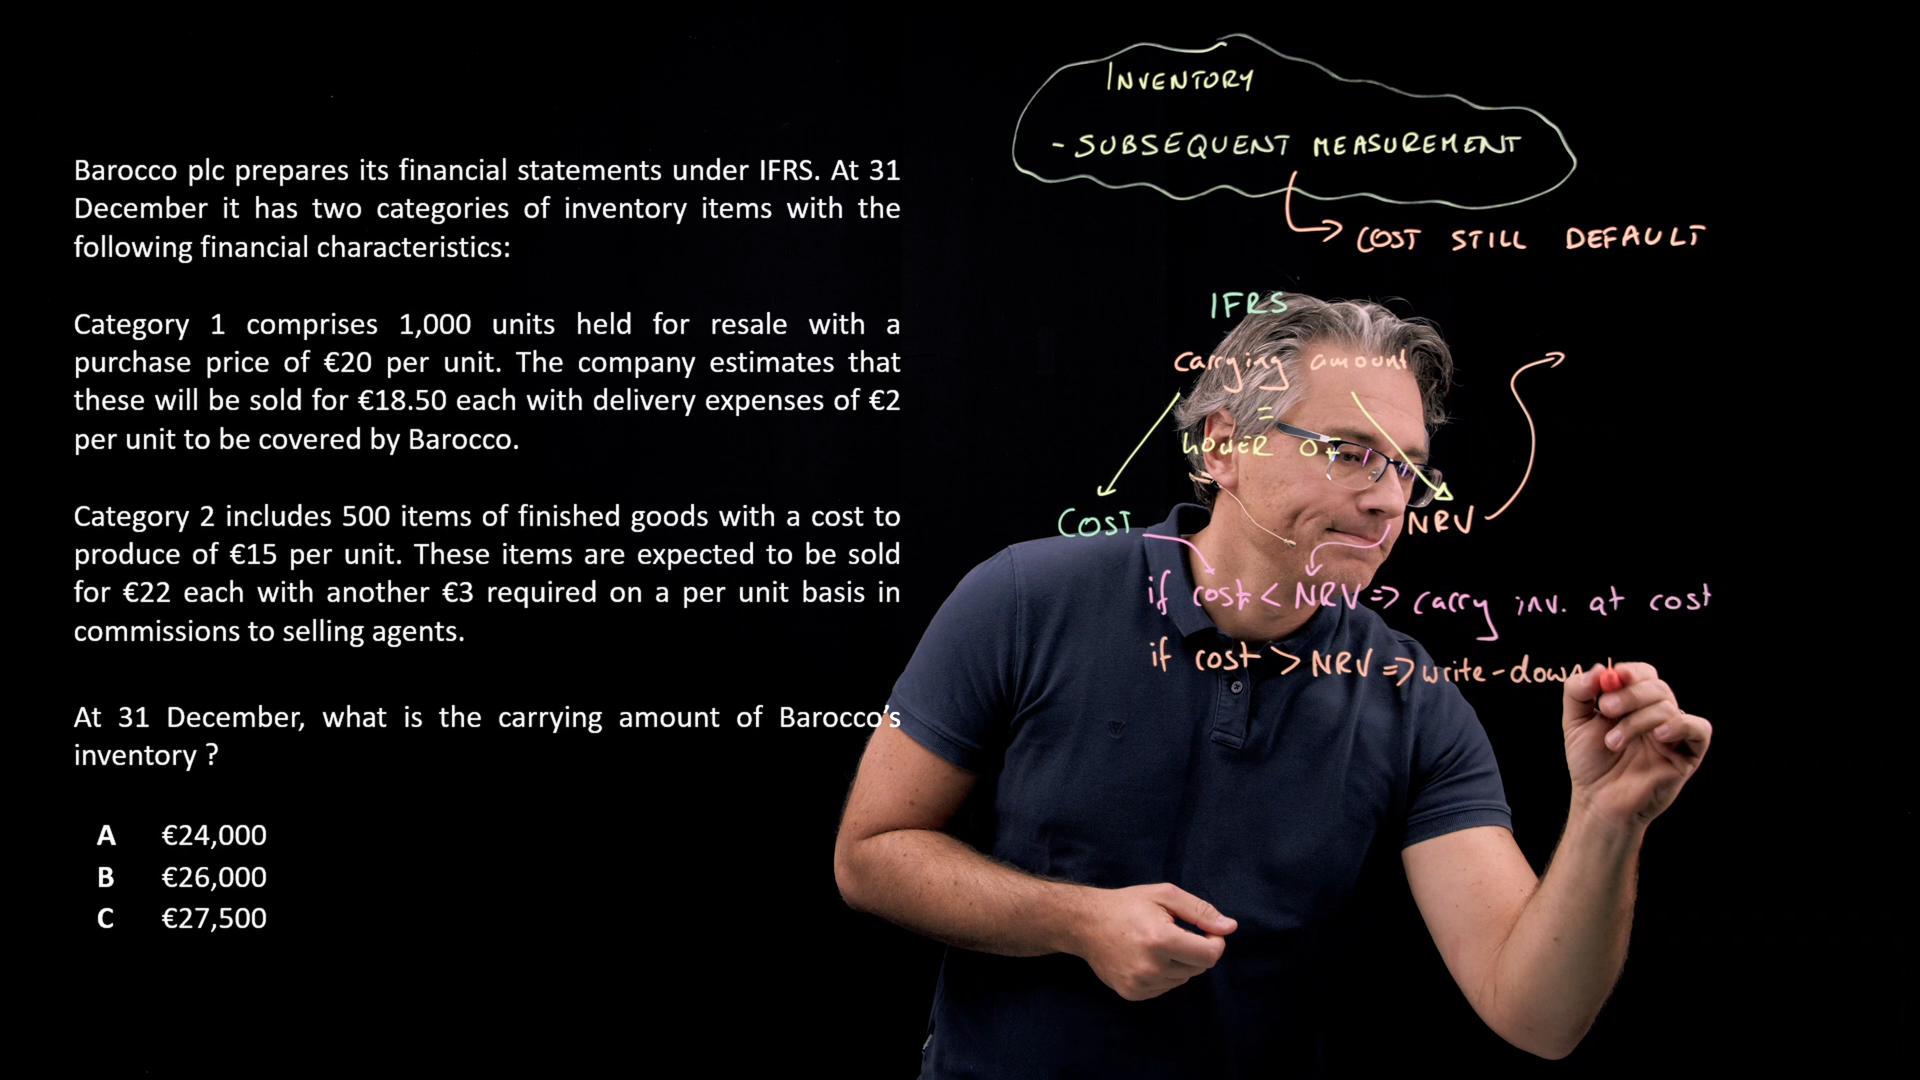 Barocco plc prepares its financial statements under IFRS. At 31
December it has two categories of inventory items with the
following financial characteristics:
Category 1 comprises 1,000 units held for resale with a
purchase price of €20 per unit. The company estimates that
these will be sold for €18.50 each with delivery expenses of €2
per unit to be covered by Barocco.
Category 2 includes 500 items of finished goods with a cost to
produce of €15 per unit. These items are expected to be sold
for €22 each with another €3 required on a per unit basis in
commissions to selling agents.
At 31 December, what is the carrying amount of Barocco's
inventory ?
A €24,000
B €26,000
C €27,500
INVENTORY
- SUBSEQUENT MEASUREMENT
COST STILL DEFAULT
IFRS
carrying amount
=
LOWER OF
COST NRV
if cost < NRV => carry inv. at cost
if cost > NRV => write-down